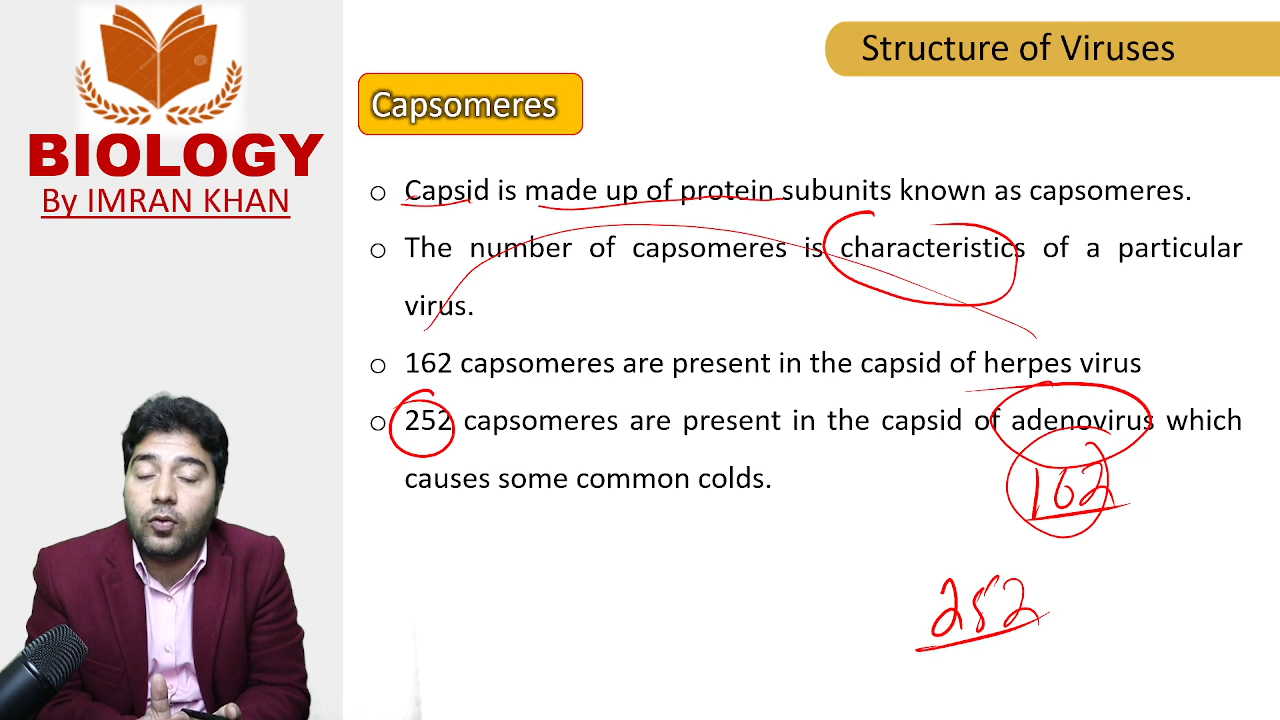 Structure of Viruses
Capsomeres
BIOLOGY
By IMRAN KHAN
o Capsid is made up of protein subunits known as capsomeres.
o The number of capsomeres is characteristics of a particular
virus.
o 162 capsomeres are present in the capsid of herpes virus
o 252 capsomeres are present in the capsid of adenovirus which
causes some common colds.
162
252